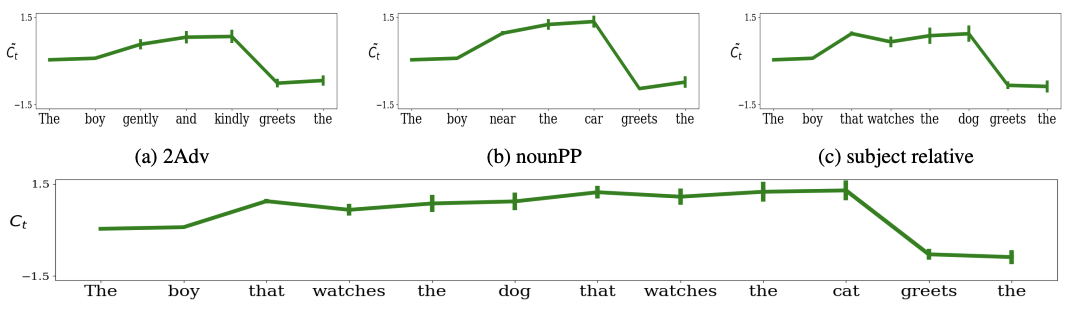 1.5
C̃t
−1.5
The boy gently and kindly greets the
(a) 2Adv
1.5
C̃t
−1.5
The boy near the car greets the
(b) nounPP
1.5
C̃t
−1.5
The boy that watches the dog greets the
(c) subject relative
1.5
Ct
−1.5
The boy that watches the dog that watches the cat greets the